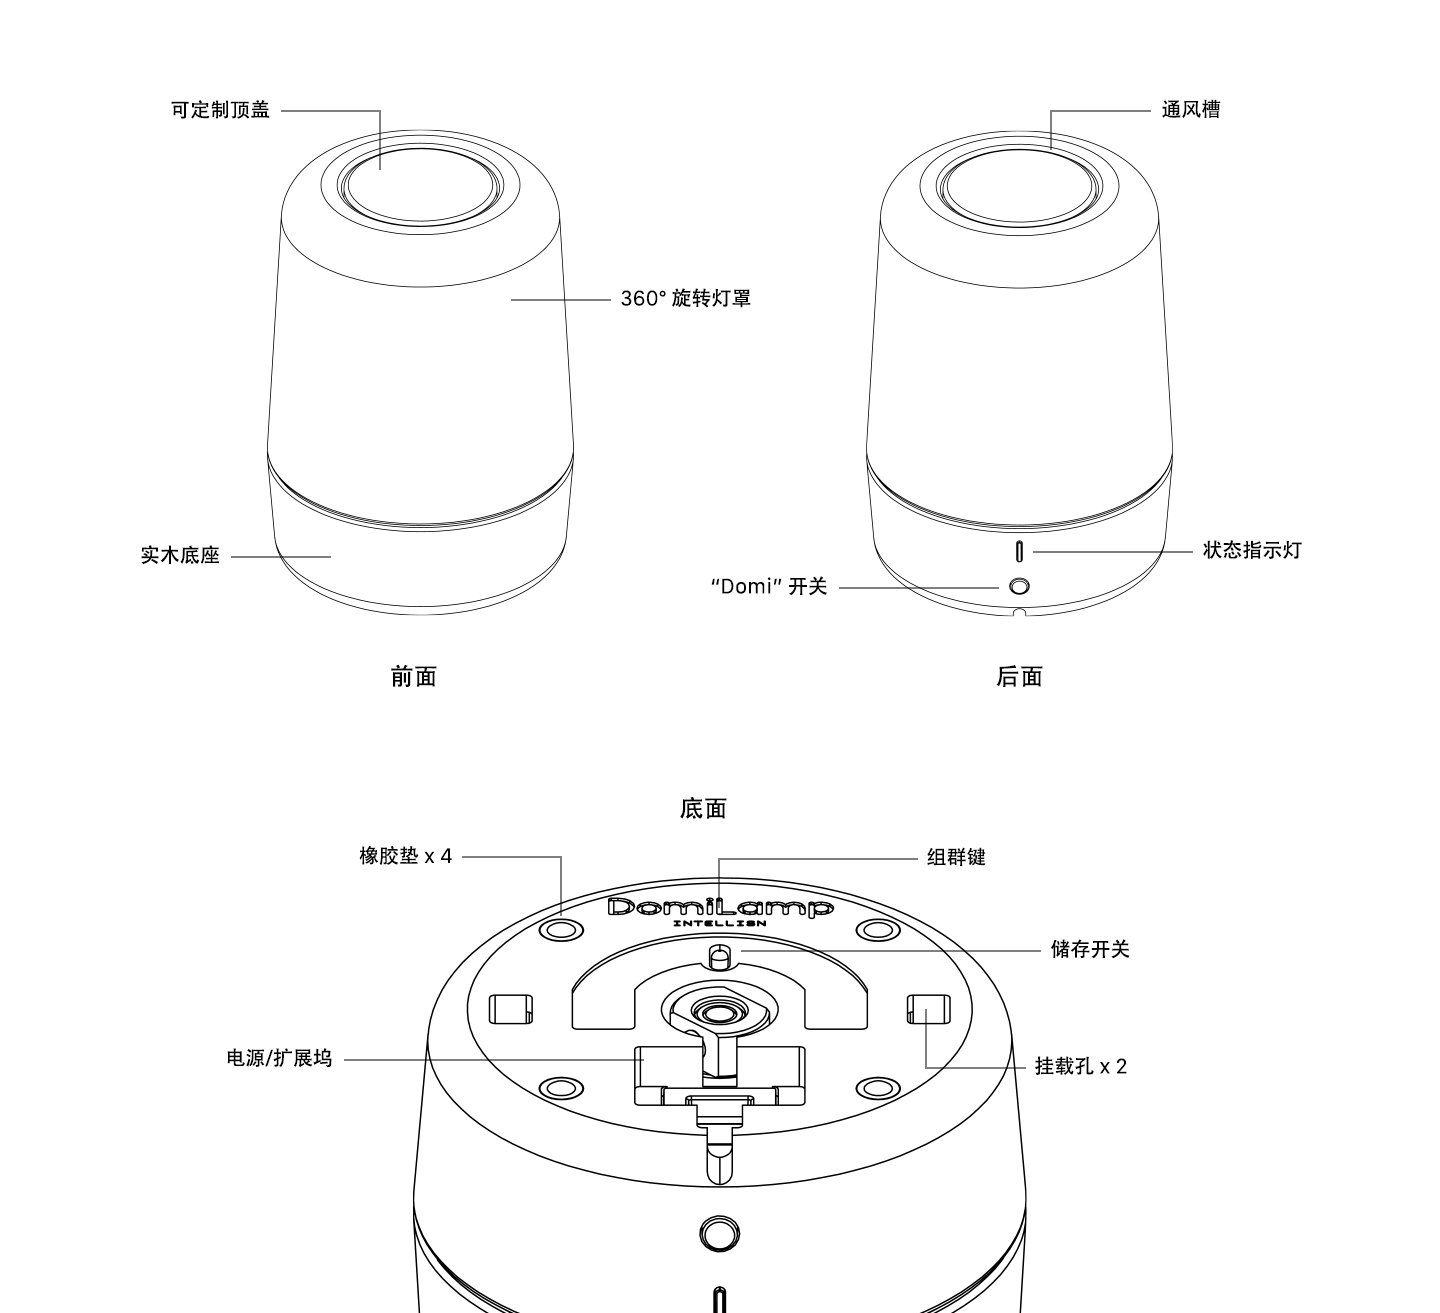 可定制顶盖
通风槽
360° 旋转灯罩
实木底座
状态指示灯
“Domi” 开关
前面
后面
底面
橡胶垫 x 4
组群键
DomiLamp
INTELLIGN
储存开关
电源/扩展坞
挂载孔 x 2